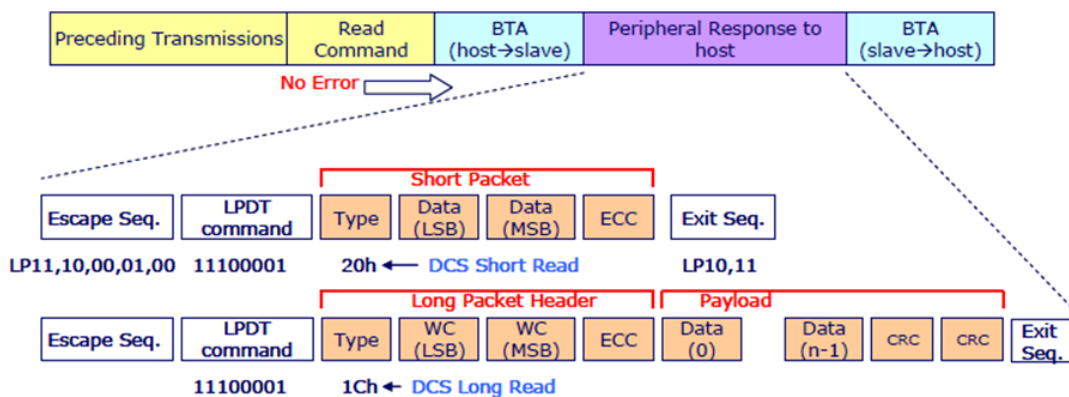 Preceding Transmissions
Read
Command
BTA
(host→slave)
Peripheral Response to
host
BTA
(slave→host)
No Error
Short Packet
Escape Seq.
LPDT
command
Type
Data
(LSB)
Data
(MSB)
ECC
Exit Seq.
LP11,10,00,01,00
11100001
20h ← DCS Short Read
LP10,11
Long Packet Header
Payload
Escape Seq.
LPDT
command
Type
WC
(LSB)
WC
(MSB)
ECC
Data
(0)
Data
(n-1)
CRC
CRC
Exit
Seq.
11100001
1Ch ← DCS Long Read